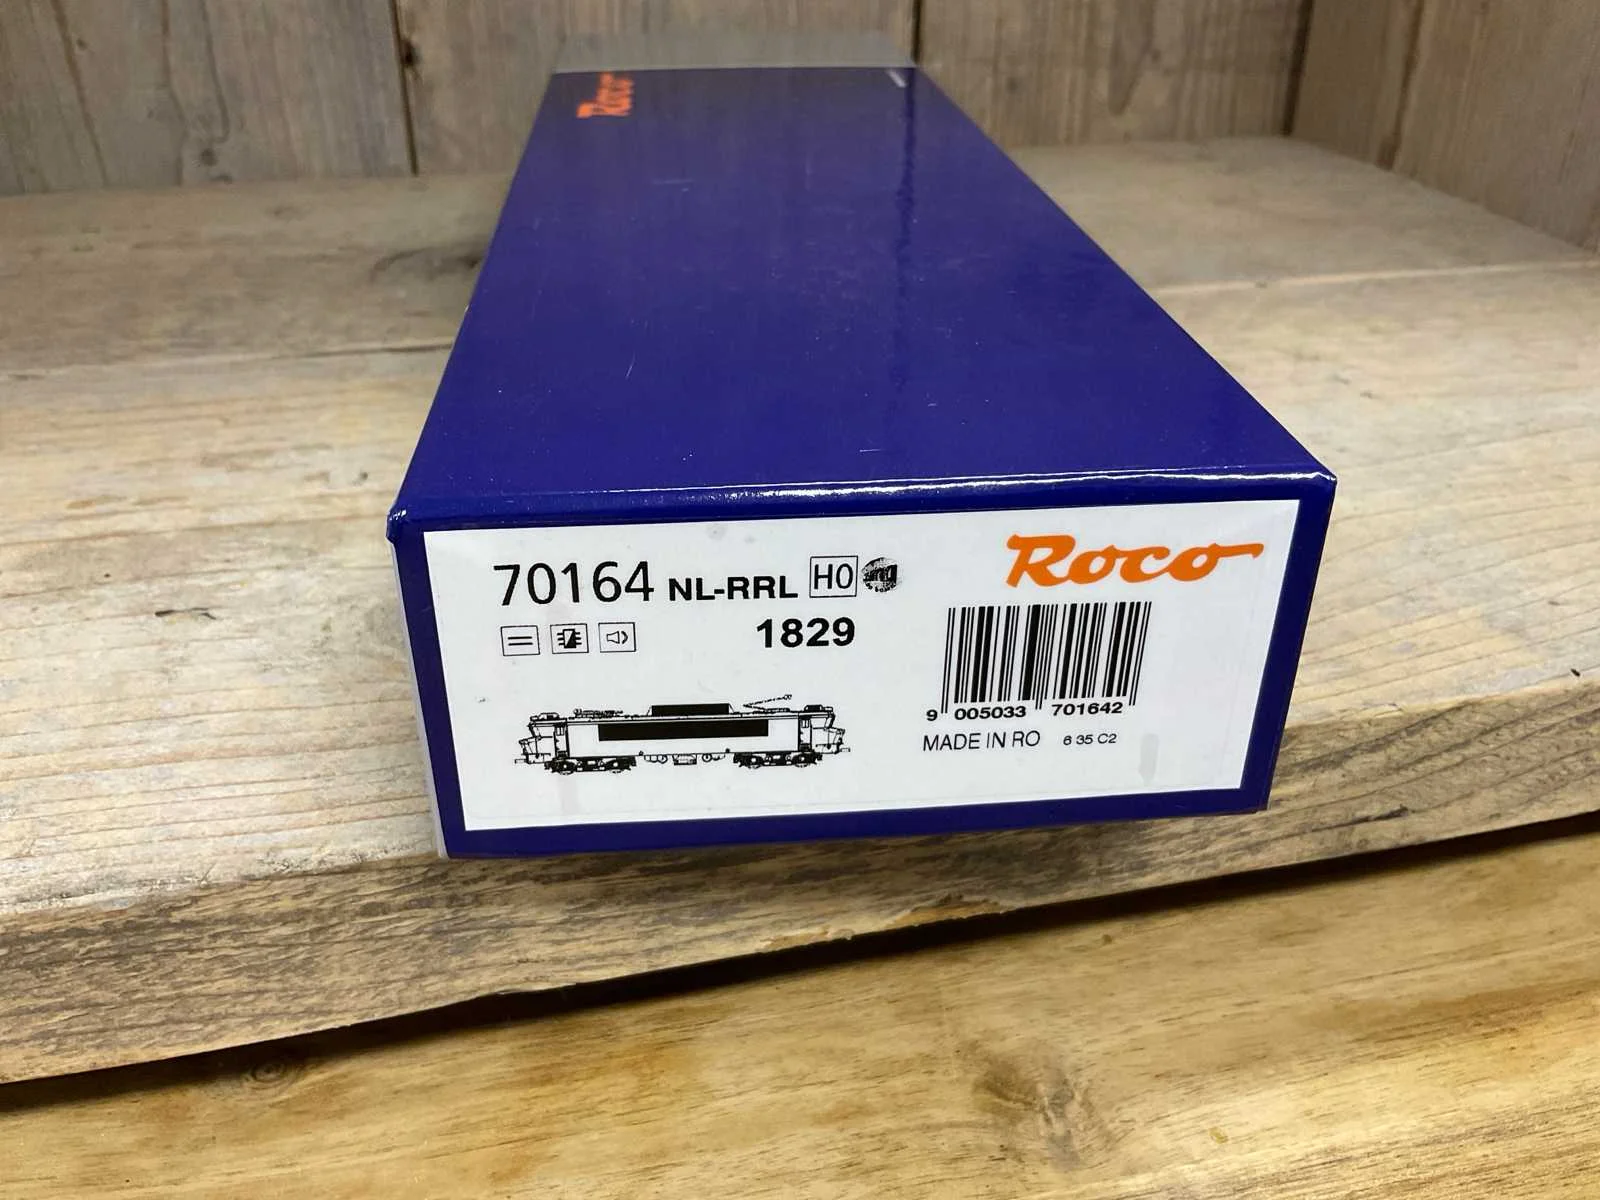 Roco
70164 NL-RRL H0
Roco
1829
9 005033 701642
MADE IN RO 6 35 C2